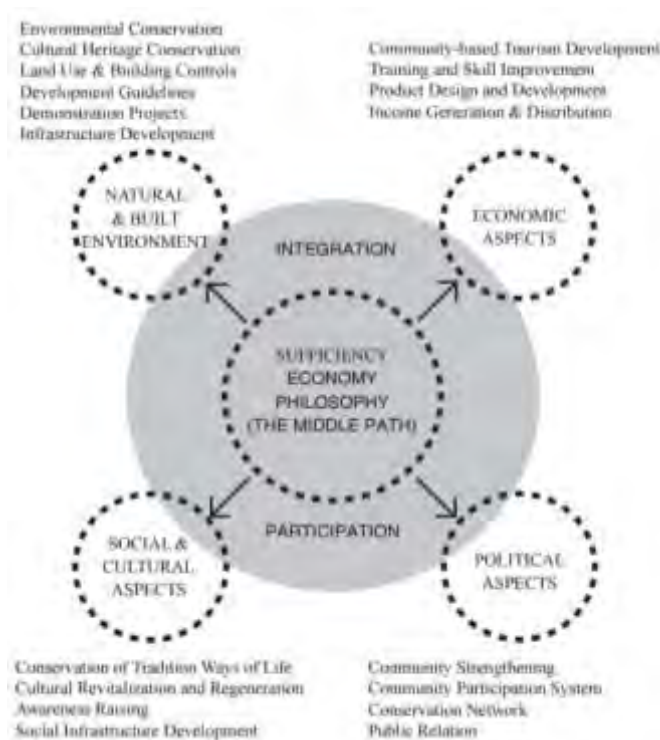 Environmental Conservation
Cultural Heritage Conservation
Land Use & Building Controls
Development Guidelines
Demonstration Projects
Infrastructure Development
Community-based Tourism Development
Training and Skill Improvement
Product Design and Development
Income Generation & Distribution
NATURAL
& BUILT
ENVIRONMENT
INTEGRATION
ECONOMIC
ASPECTS
SUFFICIENCY
ECONOMY
PHILOSOPHY
(THE MIDDLE PATH)
SOCIAL &
CULTURAL
ASPECTS
PARTICIPATION
POLITICAL
ASPECTS
Conservation of Tradition Ways of Life
Cultural Revitalization and Regeneration
Awareness Raising
Social Infrastructure Development
Community Strengthening
Community Participation System
Conservation Network
Public Relation